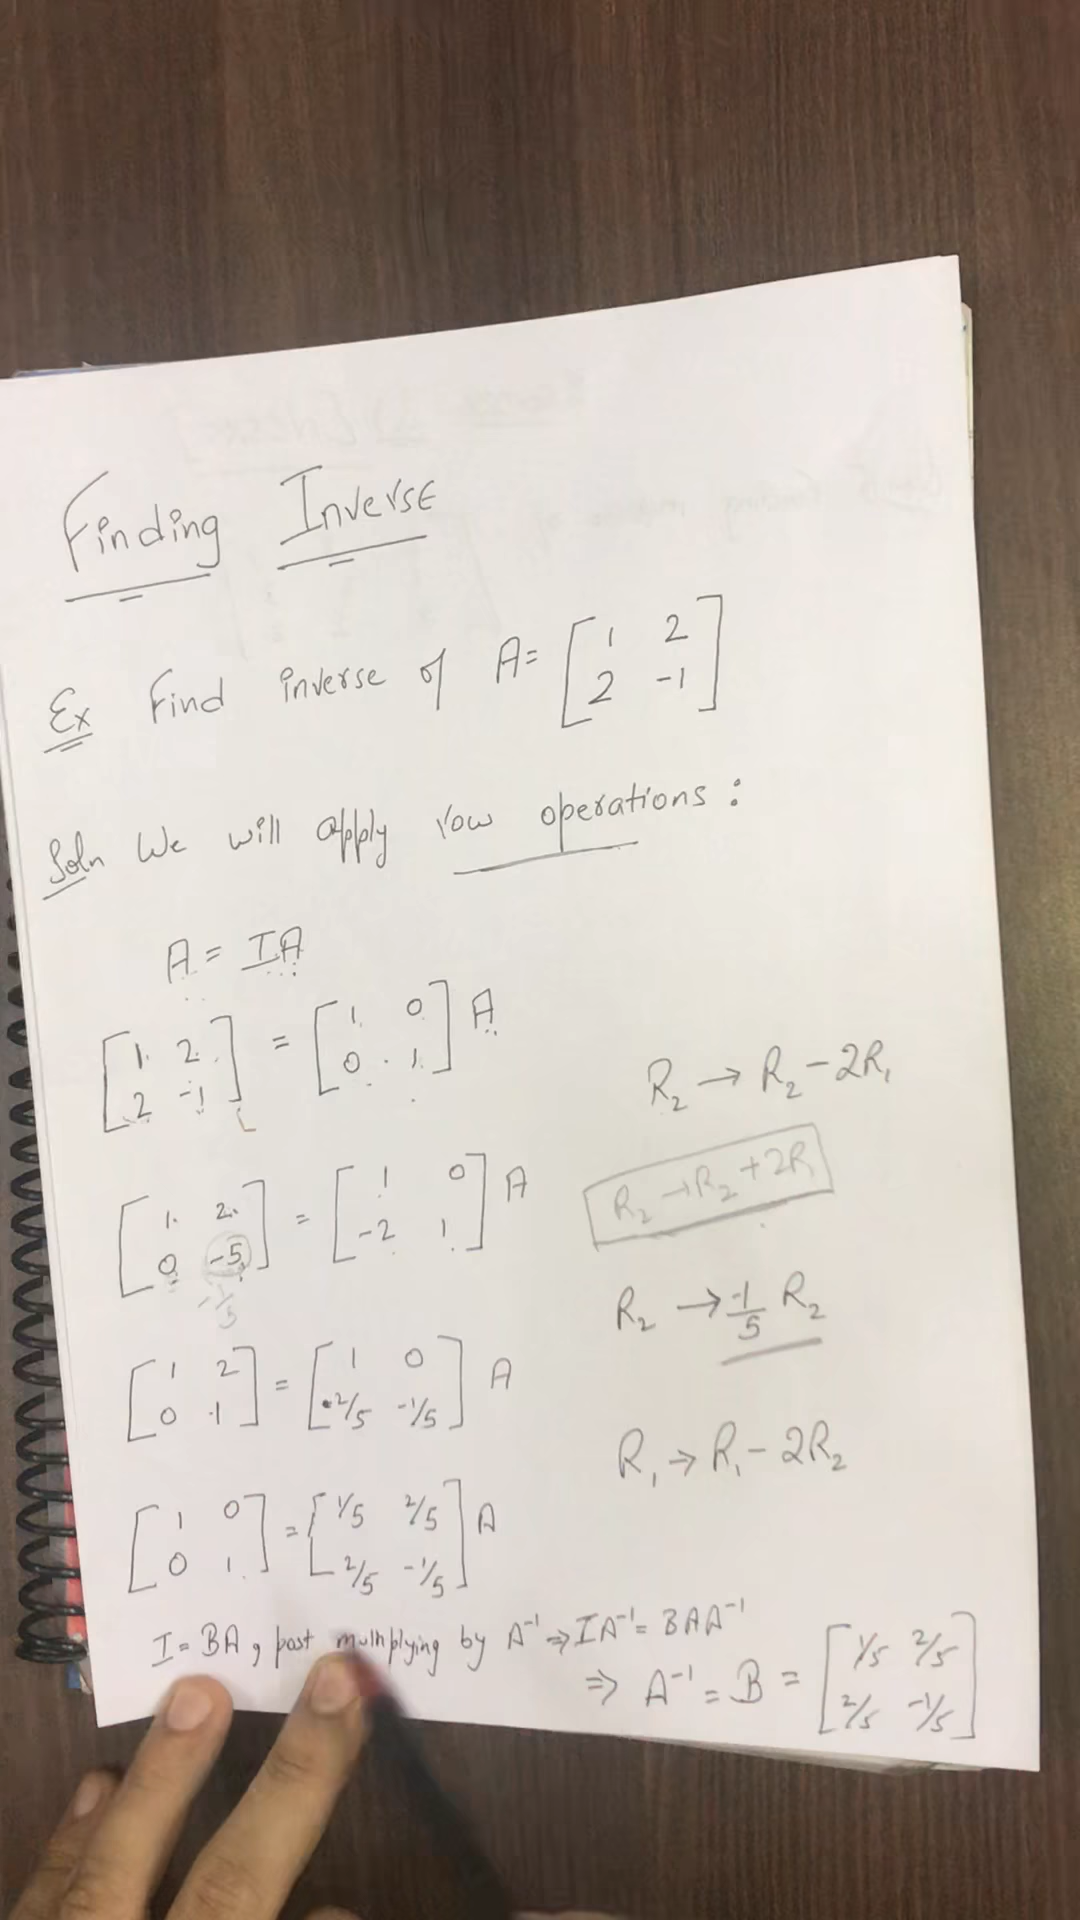 Finding Inverse
Ex Find inverse of A = [1 2; 2 -1]
Soln We will apply row operations :
A = IA
[1 2; 2 -1] = [1 0; 0 1] A
R₂ → R₂ - 2R₁
[1 2; 0 -5] = [1 0; -2 1] A
R₂ → R₂ + 2R
-1/5
R₂ → -1/5 R₂
[1 2; 0 1] = [1 0; 2/5 -1/5] A
R₁ → R₁ - 2R₂
[1 0; 0 1] = [1/5 2/5; 2/5 -1/5] A
I = BA, post multiplying by A⁻¹ ⇒ IA⁻¹ = BAA⁻¹
⇒ A⁻¹ = B = [1/5 2/5; 2/5 -1/5]